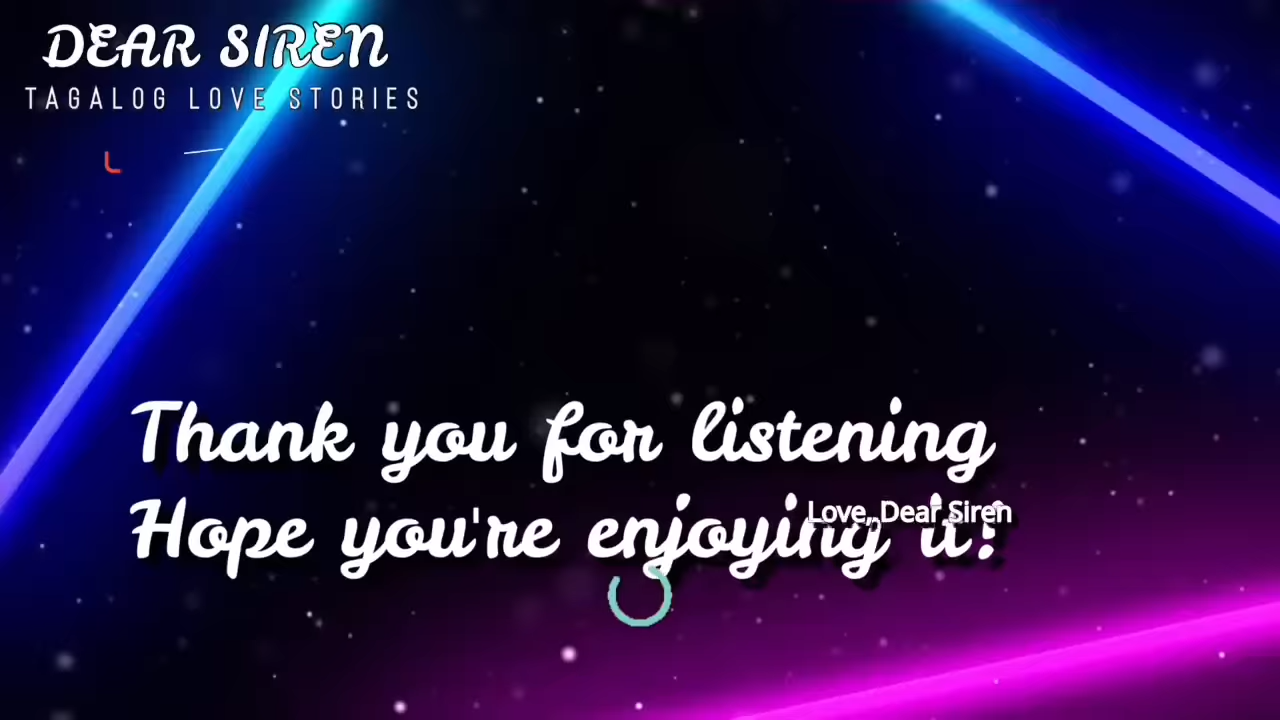 DEAR SIREN
TAGALOG LOVE STORIES
Thank you for listening
Hope you're enjoying it!
Love, Dear Siren